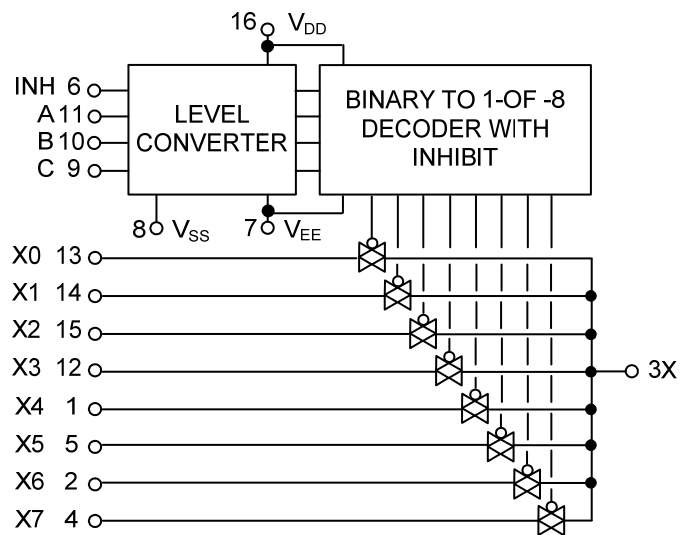 16 VDD
INH 6
A 11
B 10
C 9
LEVEL
CONVERTER
BINARY TO 1-OF -8
DECODER WITH
INHIBIT
8 VSS
7 VEE
X0 13
X1 14
X2 15
X3 12
3X
X4 1
X5 5
X6 2
X7 4